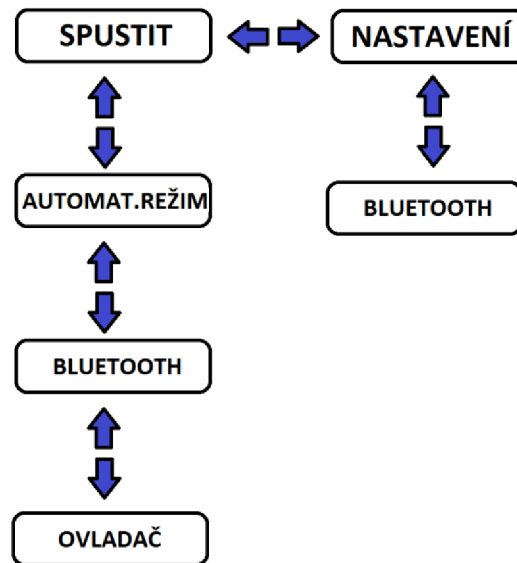 SPUSTIT
NASTAVENÍ
AUTOMAT.REŽIM
BLUETOOTH
BLUETOOTH
OVLADAČ